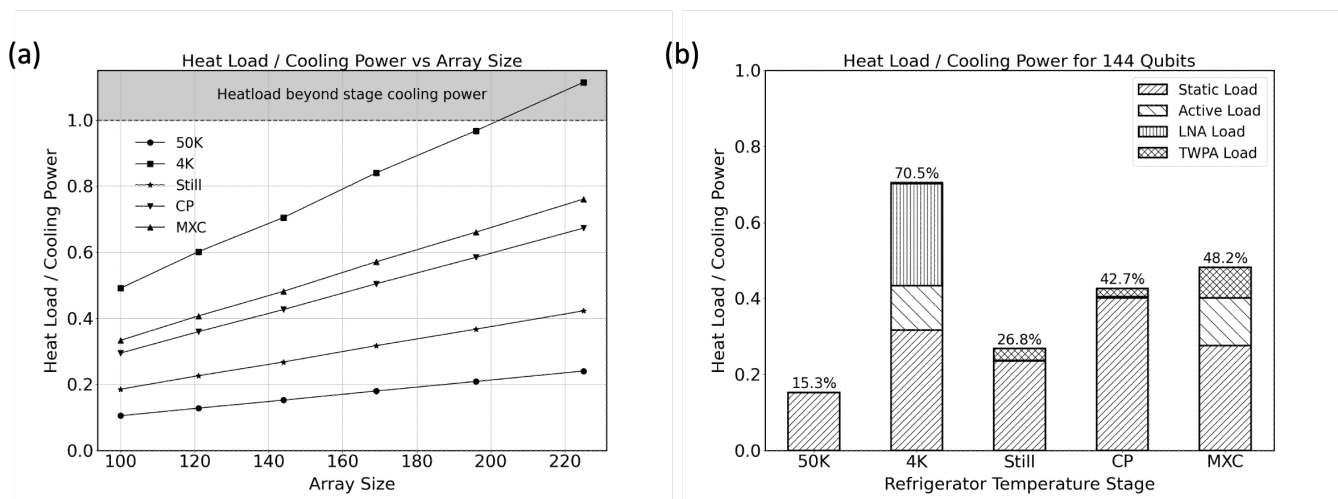 (a)
Heat Load / Cooling Power vs Array Size
Heatload beyond stage cooling power
50K
4K
Still
CP
MXC
1.0
0.8
0.6
0.4
0.2
0.0
Heat Load / Cooling Power
100 120 140 160 180 200 220
Array Size
(b)
Heat Load / Cooling Power for 144 Qubits
Static Load
Active Load
LNA Load
TWPA Load
1.0
0.8
0.6
0.4
0.2
0.0
Heat Load / Cooling Power
15.3%
70.5%
26.8%
42.7%
48.2%
50K 4K Still CP MXC
Refrigerator Temperature Stage